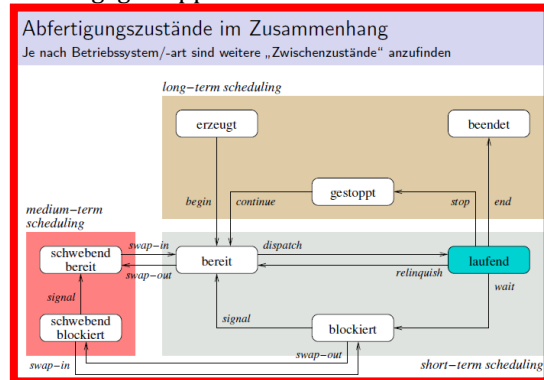 Abfertigungszustände im Zusammenhang
Je nach Betriebssystem/-art sind weitere „Zwischenzustände“ anzufinden
long−term scheduling
erzeugt
beendet
gestoppt
begin
continue
stop
end
medium−term
scheduling
swap−in
schwebend
bereit
swap−out
bereit
dispatch
relinquish
laufend
wait
signal
signal
schwebend
blockiert
blockiert
swap−out
swap−in
short−term scheduling